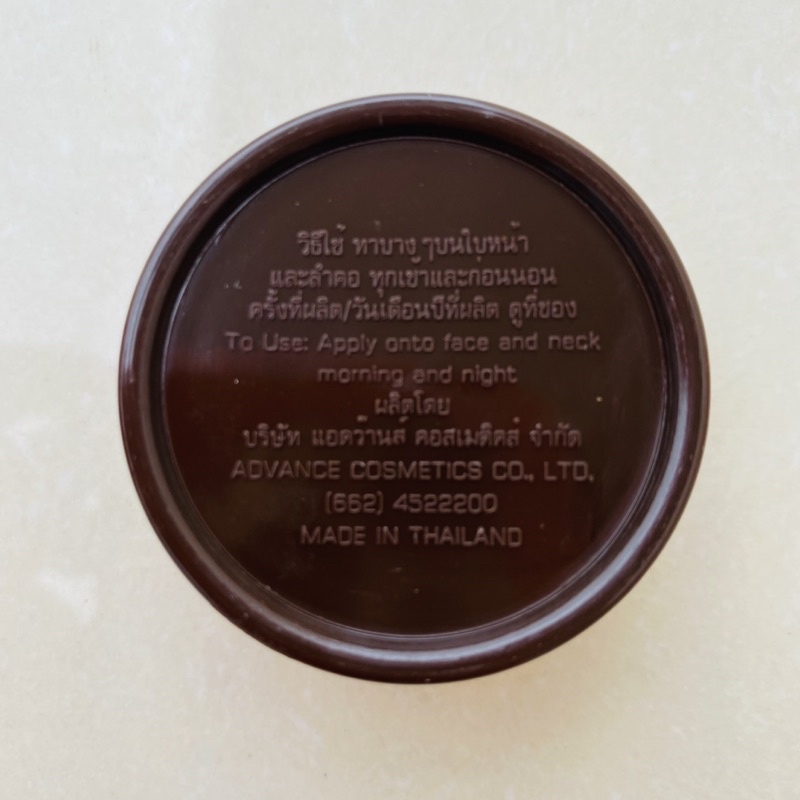 วิธีใช้ ทาบาง ๆบนใบหน้า
และลำคอ ทุกเช้าและก่อนนอน
ครั้งที่ผลิต/วันเดือนปีที่ผลิต ดูที่ซอง
To Use: Apply onto face and neck
morning and night
ผลิตโดย
บริษัท แอดว๊านส์ คอสเมติคส์ จำกัด
ADVANCE COSMETICS CO., LTD.
(662) 4522200
MADE IN THAILAND